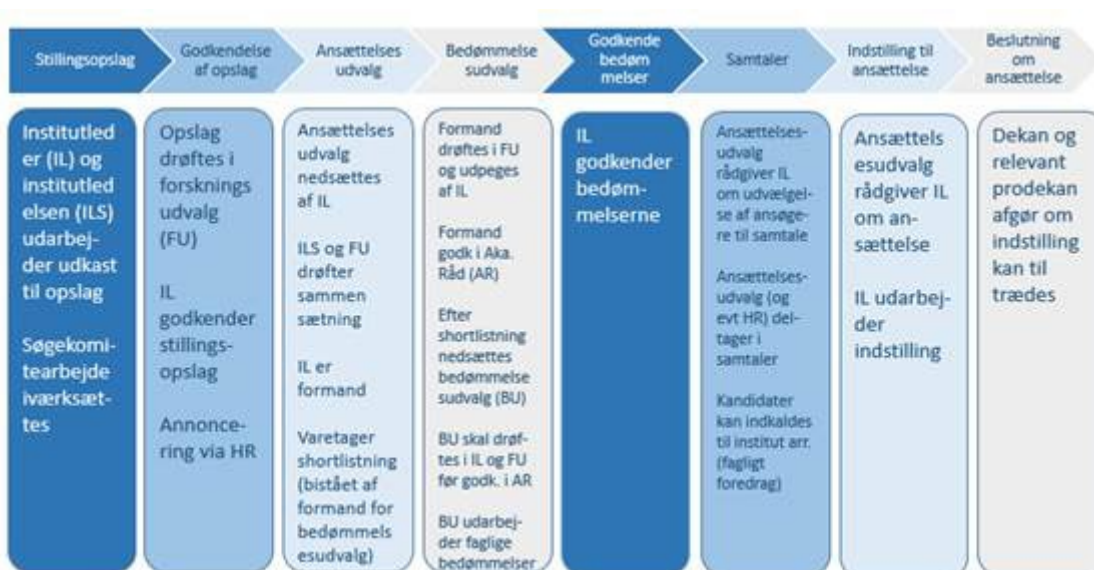 Stillingsopslag
Godkendelse
af opslag
Ansættelses
udvalg
Bedømmelse
sudvalg
Godkende
bedøm
melser
Samtaler
Indstilling til
ansættelse
Beslutning
om
ansættelse
Institutled
er (IL) og
institutled
elsen (ILS)
udarbej-
der udkast
til opslag
Søgekomi-
tearbejde
iværksæt-
tes
Opslag
drøftes i
forsknings
udvalg
(FU)
IL
godkender
stillings-
opslag
Annonce-
ring via HR
Ansættelses
udvalg
nedsættes
af IL
ILS og FU
drøfter
sammen
sætning
IL er
formand
Varetager
shortlistning
(bistået af
formand for
bedømmels
esudvalg)
Formand
drøftes i FU
og udpeges
af IL
Formand
godk i Aka.
Råd (AR)
Efter
shortlistning
nedsættes
bedømmelse
sudvalg (BU)
BU skal drøf-
tes i IL og FU
før godk. i AR
BU udarbej-
der faglige
bedømmelser
IL
godkender
bedøm-
melserne
Ansættelses-
udvalg
rådgiver IL
om udvælgel-
se af ansøge-
re til samtale
Ansættelses-
udvalg (og
evt HR) del-
tager i
samtaler
Kandidater
kan indkaldes
til institut arr.
(fagligt
foredrag)
Ansættels
esudvalg
rådgiver IL
om an-
sættelse
IL udarbej-
der
indstilling
Dekan og
relevant
prodekan
afgør om
indstilling
kan til
trædes